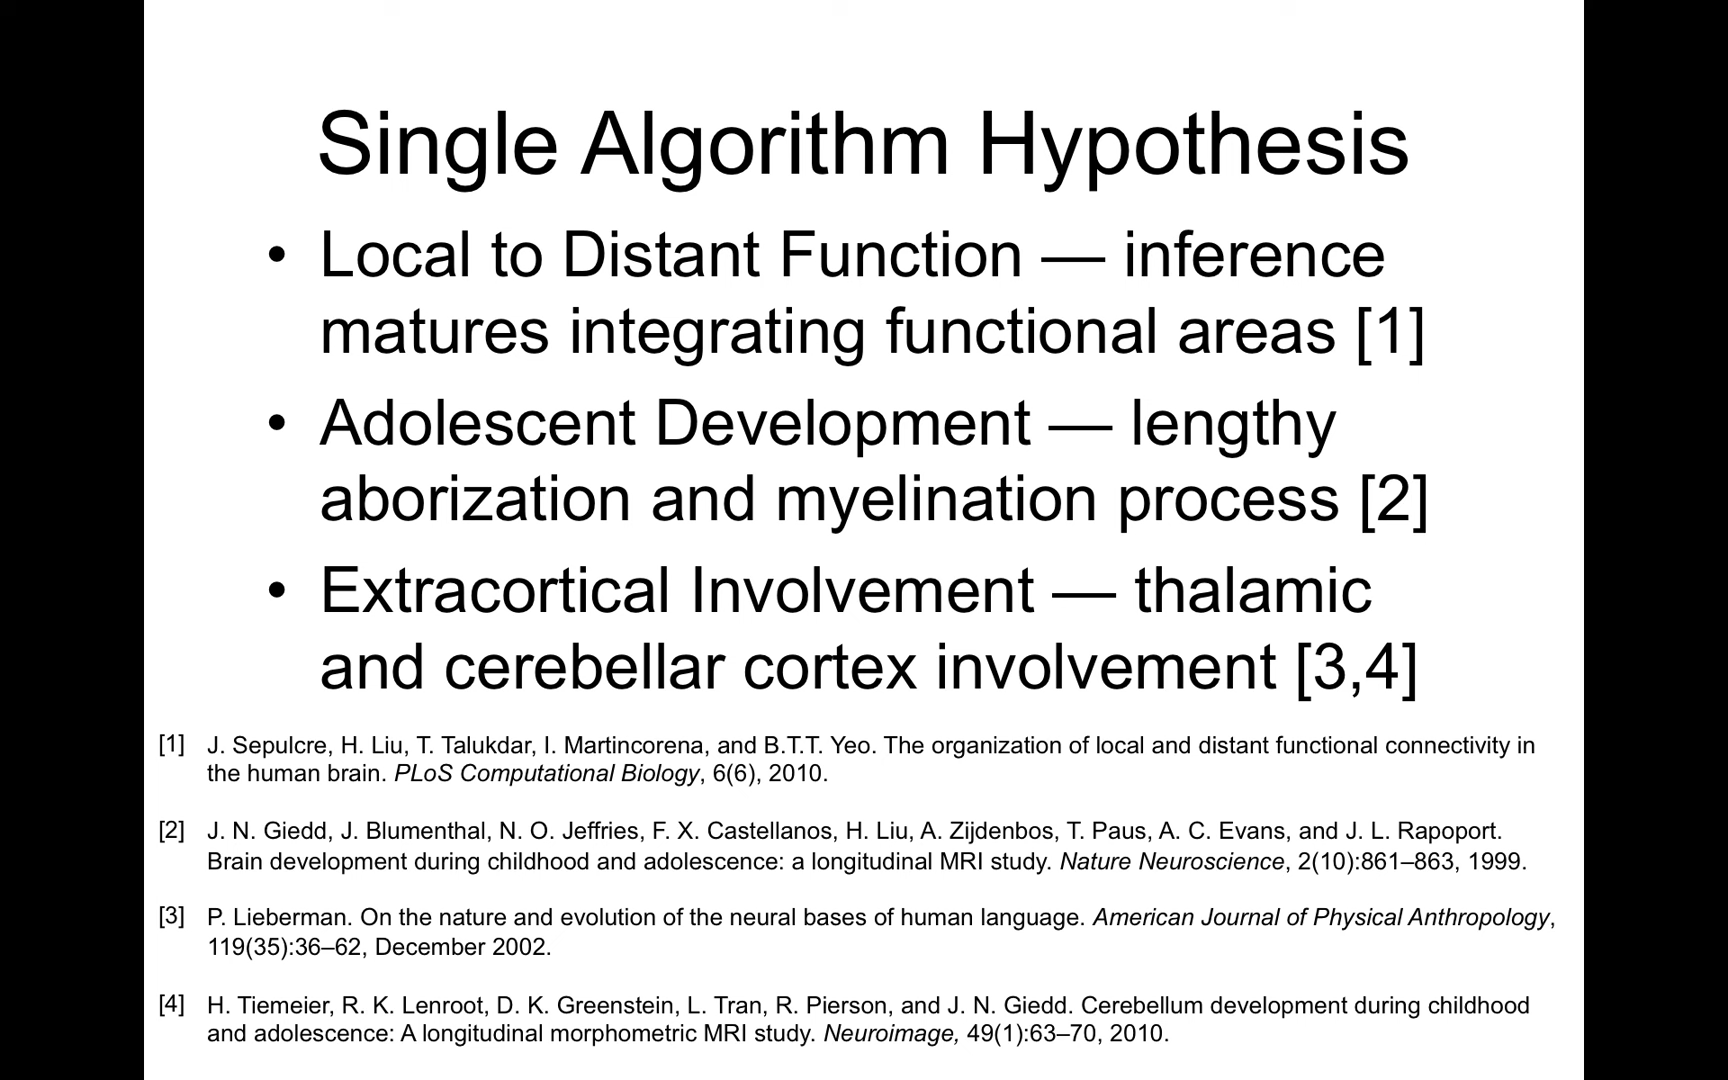 Single Algorithm Hypothesis
• Local to Distant Function — inference
matures integrating functional areas [1]
• Adolescent Development — lengthy
aborization and myelination process [2]
• Extracortical Involvement — thalamic
and cerebellar cortex involvement [3,4]
[1] J. Sepulcre, H. Liu, T. Talukdar, I. Martincorena, and B.T.T. Yeo. The organization of local and distant functional connectivity in
the human brain. PLoS Computational Biology, 6(6), 2010.
[2] J. N. Giedd, J. Blumenthal, N. O. Jeffries, F. X. Castellanos, H. Liu, A. Zijdenbos, T. Paus, A. C. Evans, and J. L. Rapoport.
Brain development during childhood and adolescence: a longitudinal MRI study. Nature Neuroscience, 2(10):861–863, 1999.
[3] P. Lieberman. On the nature and evolution of the neural bases of human language. American Journal of Physical Anthropology,
119(35):36–62, December 2002.
[4] H. Tiemeier, R. K. Lenroot, D. K. Greenstein, L. Tran, R. Pierson, and J. N. Giedd. Cerebellum development during childhood
and adolescence: A longitudinal morphometric MRI study. Neuroimage, 49(1):63–70, 2010.